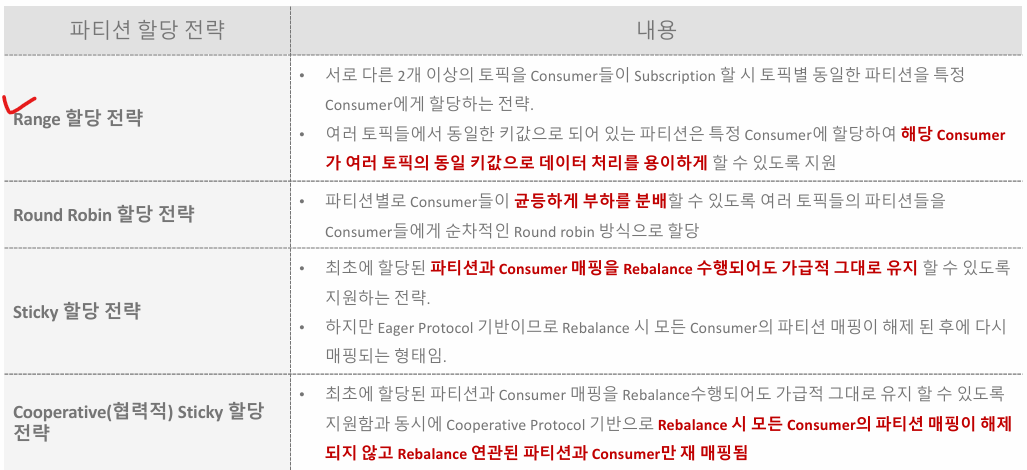 파티션 할당 전략
내용
Range 할당 전략
• 서로 다른 2개 이상의 토픽을 Consumer들이 Subscription 할 시 토픽별 동일한 파티션을 특정
Consumer에게 할당하는 전략.
• 여러 토픽들에서 동일한 키값으로 되어 있는 파티션은 특정 Consumer에 할당하여 해당 Consumer
가 여러 토픽의 동일 키값으로 데이터 처리를 용이하게 할 수 있도록 지원
Round Robin 할당 전략
• 파티션별로 Consumer들이 균등하게 부하를 분배할 수 있도록 여러 토픽들의 파티션들을
Consumer들에게 순차적인 Round robin 방식으로 할당
Sticky 할당 전략
• 최초에 할당된 파티션과 Consumer 매핑을 Rebalance 수행되어도 가급적 그대로 유지 할 수 있도록
지원하는 전략.
• 하지만 Eager Protocol 기반이므로 Rebalance 시 모든 Consumer의 파티션 매핑이 해제 된 후에 다시
매핑되는 형태임.
Cooperative(협력적) Sticky 할당
전략
• 최초에 할당된 파티션과 Consumer 매핑을 Rebalance수행되어도 가급적 그대로 유지 할 수 있도록
지원함과 동시에 Cooperative Protocol 기반으로 Rebalance 시 모든 Consumer의 파티션 매핑이 해제
되지 않고 Rebalance 연관된 파티션과 Consumer만 재 매핑됨